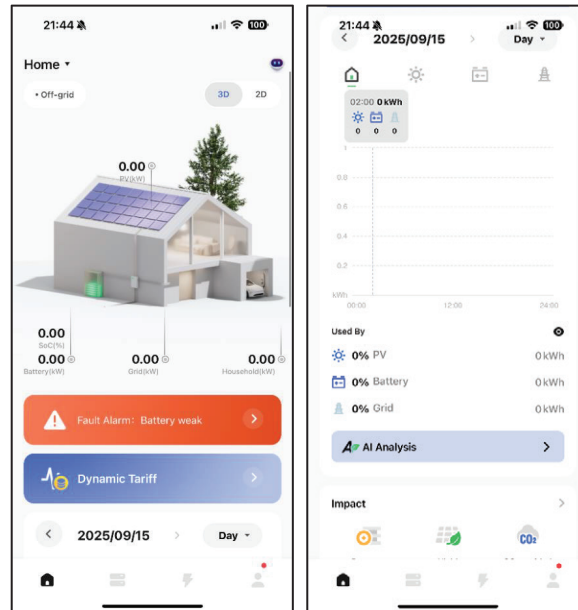 21:44
100
Home
• Off-grid
3D
2D
0.00
PV(kW)
0.00
SoC(%)
0.00
Battery(kW)
0.00
Grid(kW)
0.00
Household(kW)
Fault Alarm: Battery weak
Dynamic Tariff
2025/09/15
Day
21:44
100
2025/09/15
Day
02:00 0 kWh
0 0 0
1
0.8
0.6
0.4
0.2
kWh
00:00 12:00 24:00
Used By
0% PV 0 kWh
0% Battery 0 kWh
0% Grid 0 kWh
AI Analysis
Impact
CO₂